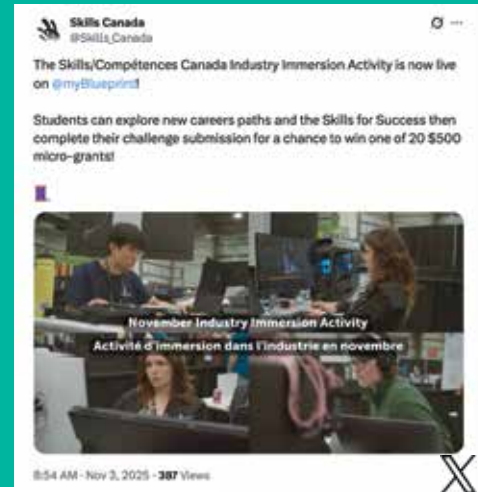 Skills Canada
@Skills_Canada
The Skills/Compétences Canada Industry Immersion Activity is now live
on @myBlueprint!
Students can explore new careers paths and the Skills for Success then
complete their challenge submission for a chance to win one of 20 $500
micro-grants!
November Industry Immersion Activity
Activité d'immersion dans l'industrie en novembre
8:54 AM - Nov 3, 2025 - 397 Views